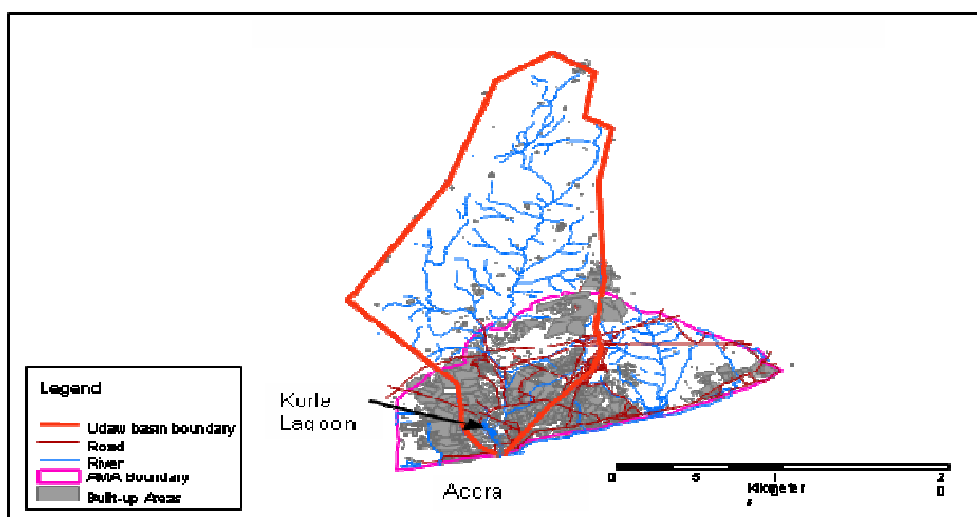 Kurle
Lagoon
Accra
Legend
Udaw basin boundary
Road
River
AMA Boundary
Built-up Areas
0 5 1 2
Kilometer 0
s